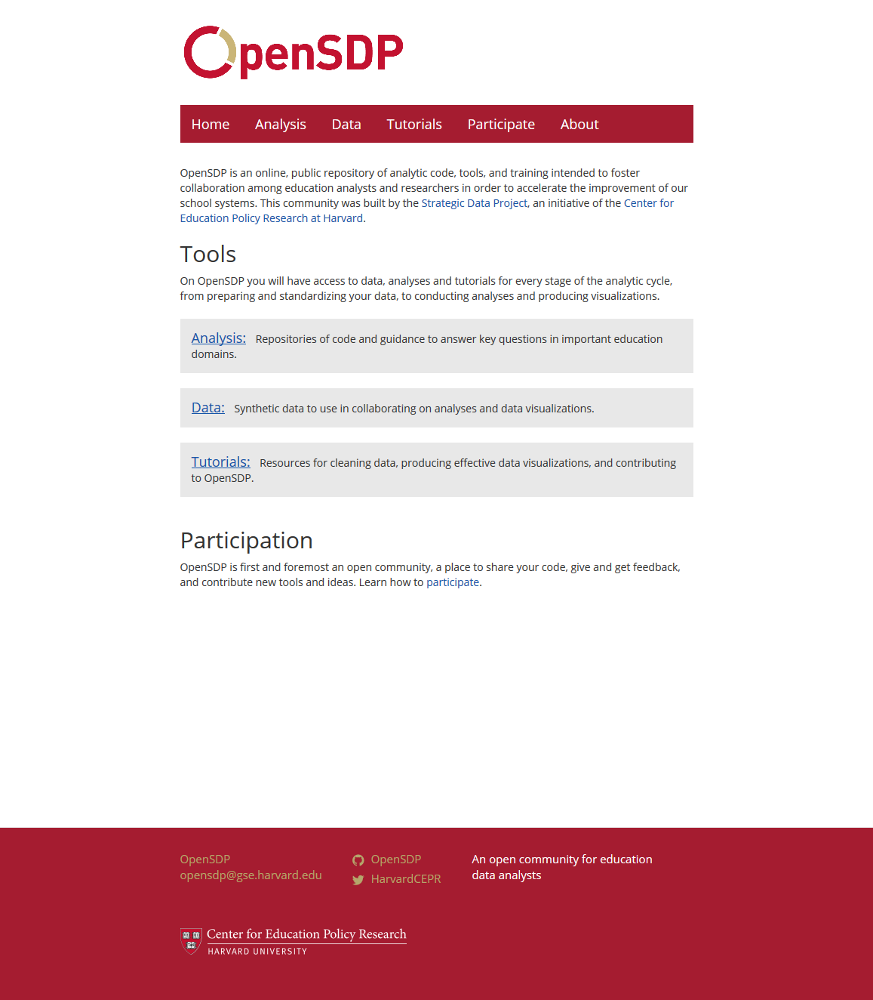 OpenSDP
Home Analysis Data Tutorials Participate About
OpenSDP is an online, public repository of analytic code, tools, and training intended to foster
collaboration among education analysts and researchers in order to accelerate the improvement of our
school systems. This community was built by the Strategic Data Project, an initiative of the Center for
Education Policy Research at Harvard.
Tools
On OpenSDP you will have access to data, analyses and tutorials for every stage of the analytic cycle,
from preparing and standardizing your data, to conducting analyses and producing visualizations.
Analysis: Repositories of code and guidance to answer key questions in important education
domains.
Data: Synthetic data to use in collaborating on analyses and data visualizations.
Tutorials: Resources for cleaning data, producing effective data visualizations, and contributing
to OpenSDP.
Participation
OpenSDP is first and foremost an open community, a place to share your code, give and get feedback,
and contribute new tools and ideas. Learn how to participate.
OpenSDP
opensdp@gse.harvard.edu
OpenSDP
HarvardCEPR
An open community for education
data analysts
Center for Education Policy Research
HARVARD UNIVERSITY